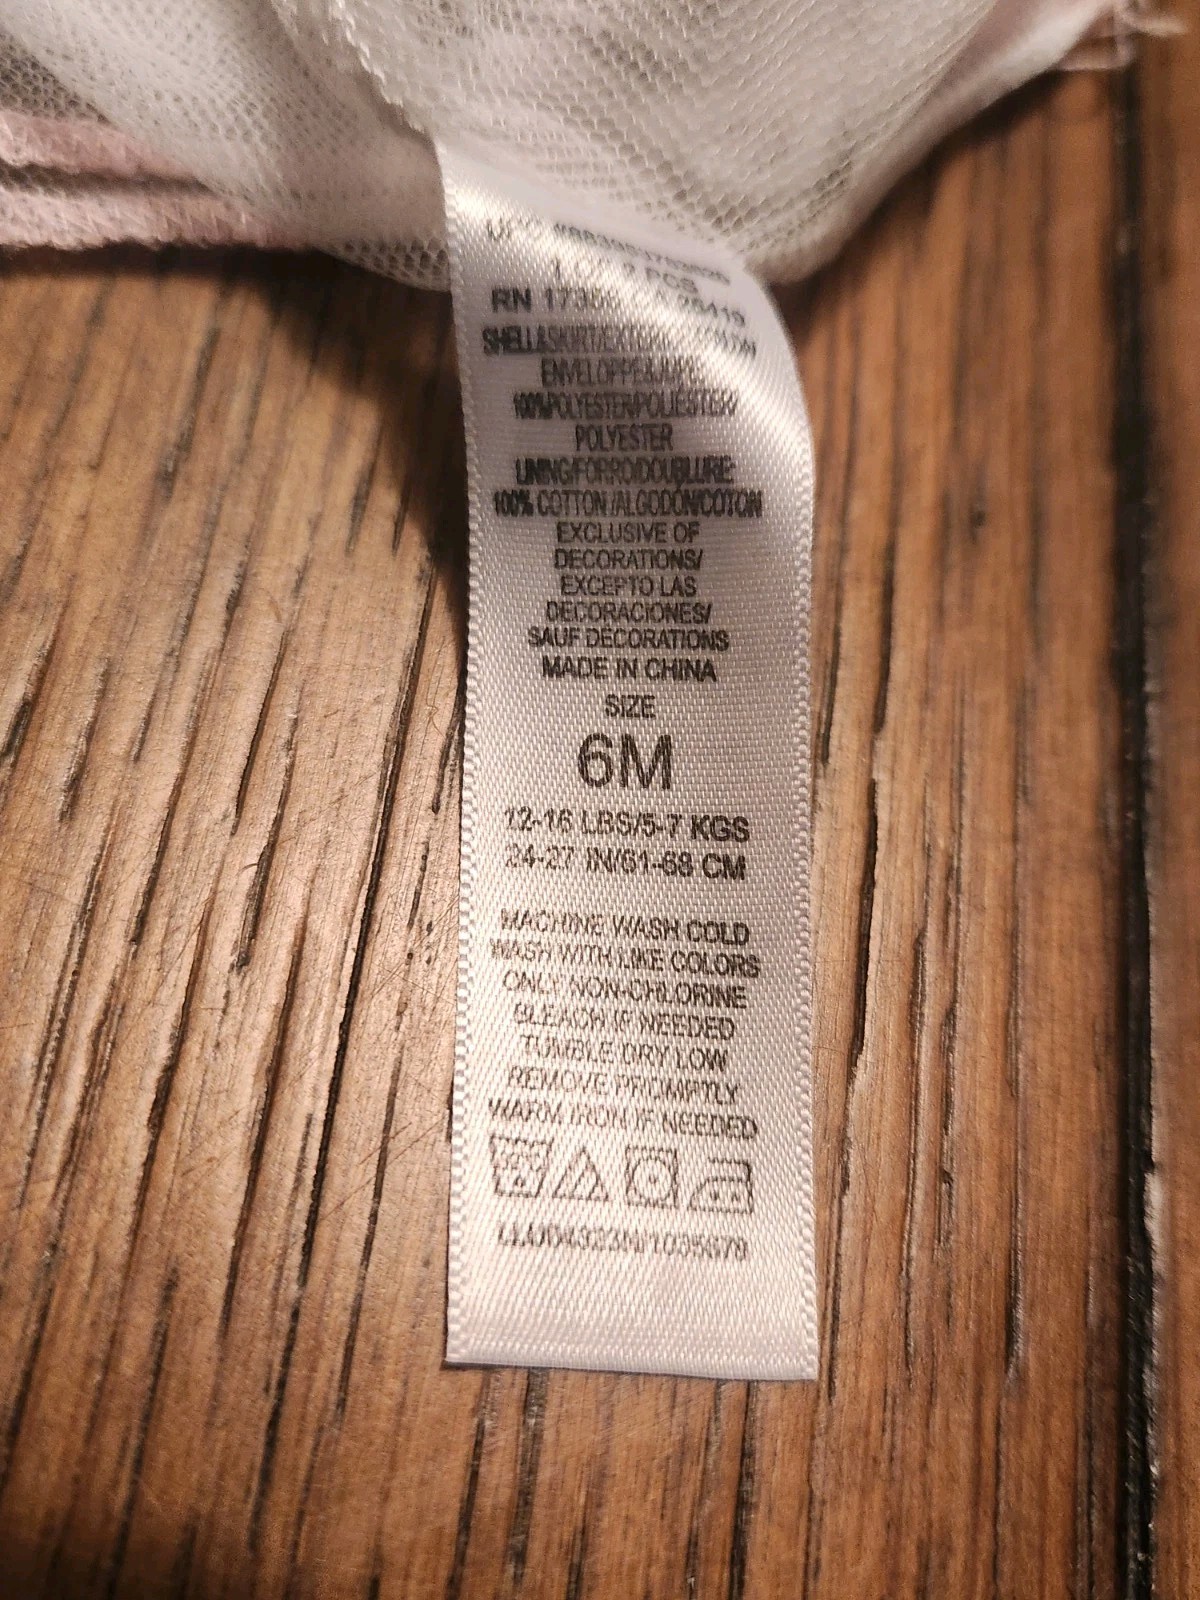 PCS
RN
ENVELOPPE&JUPE
100%POLYESTER/POLIESTER/
POLYESTER
LINING/FORRO/DOUBLURE:
100% COTTON /ALGODON/COTON
EXCLUSIVE OF
DECORATIONS/
EXCEPTO LAS
DECORACIONES/
SAUF DECORATIONS
MADE IN CHINA
SIZE
6M
12-16 LBS/5-7 KGS
24-27 IN/61-68 CM
MACHINE WASH COLD
WASH WITH LIKE COLORS
ONLY NON-CHLORINE
BLEACH IF NEEDED
TUMBLE DRY LOW
REMOVE PROMPTLY
WARM IRON IF NEEDED